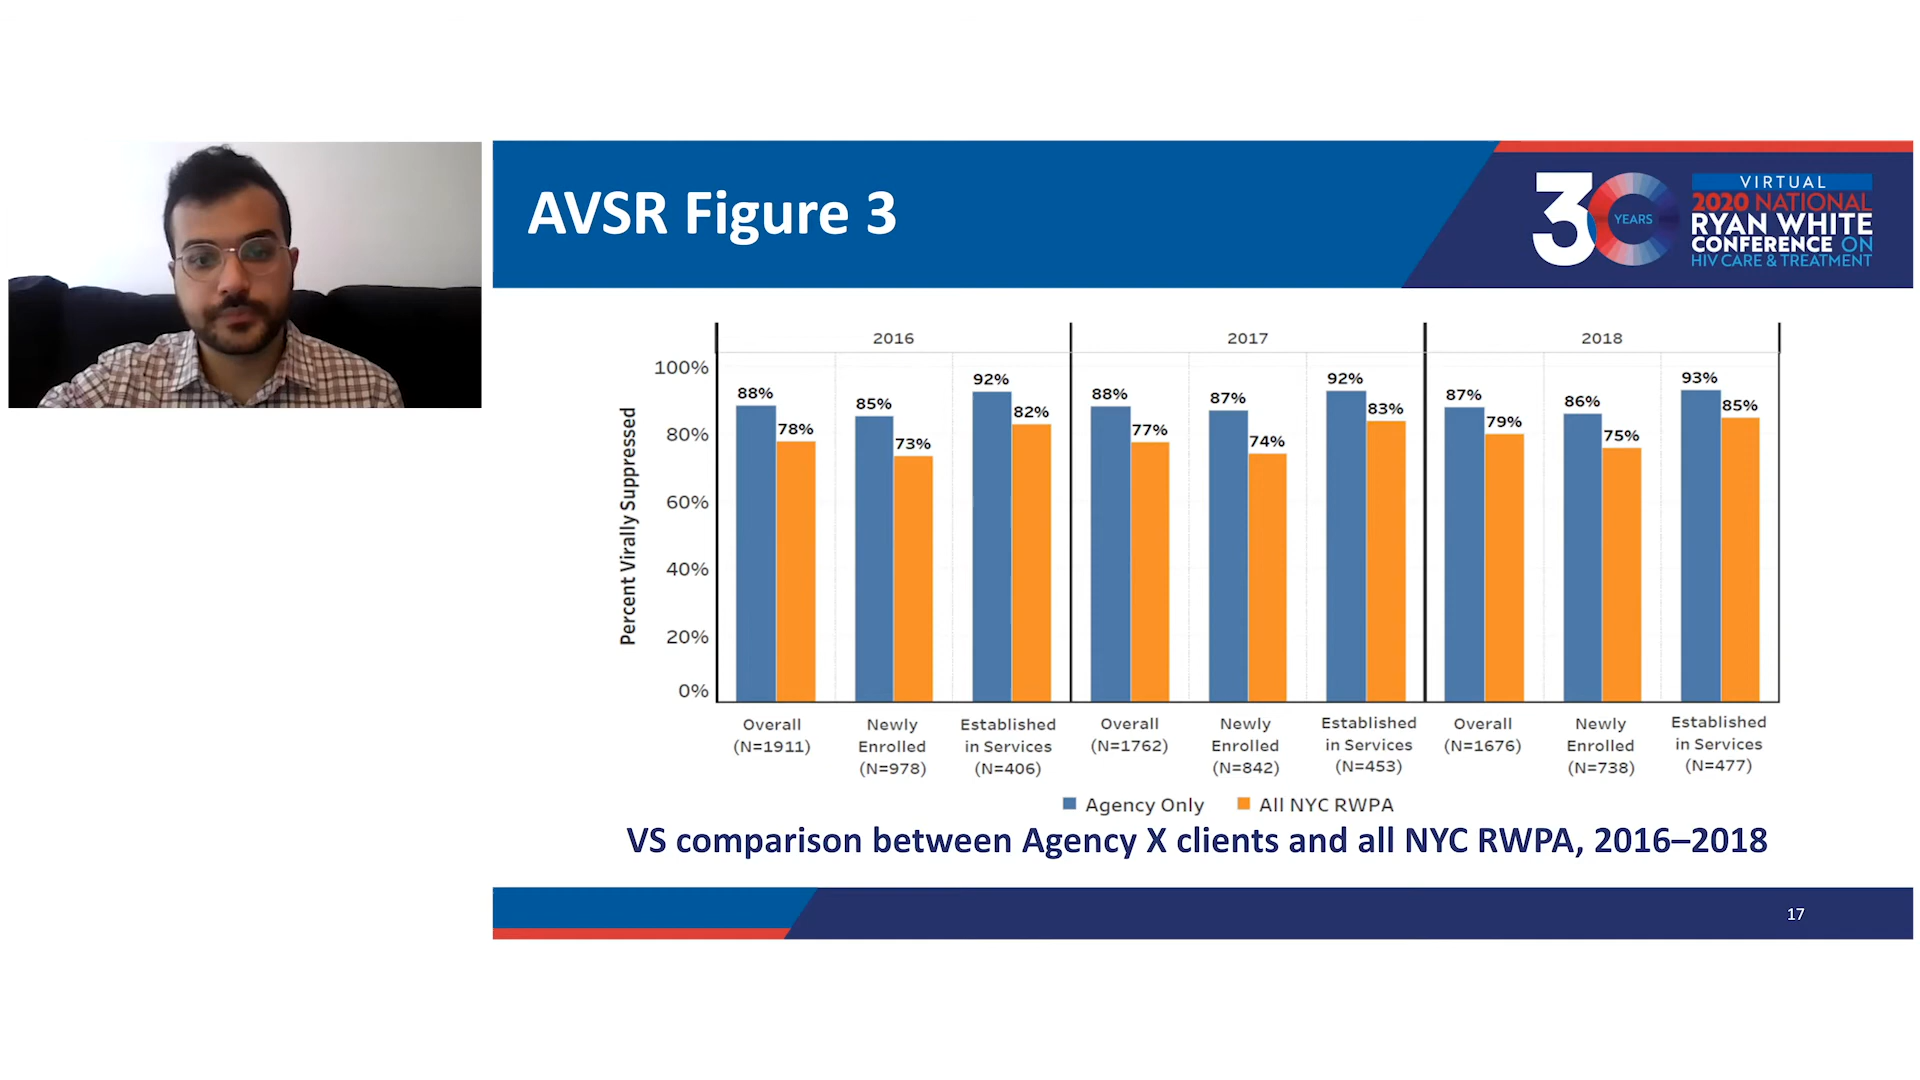 AVSR Figure 3
30 YEARS
VIRTUAL
2020 NATIONAL
RYAN WHITE
CONFERENCE ON
HIV CARE & TREATMENT
2016
2017
2018
Percent Virally Suppressed
100%
80%
60%
40%
20%
0%
88%
78%
85%
73%
92%
82%
88%
77%
87%
74%
92%
83%
87%
79%
86%
75%
93%
85%
Overall
(N=1911)
Newly
Enrolled
(N=978)
Established
in Services
(N=406)
Overall
(N=1762)
Newly
Enrolled
(N=842)
Established
in Services
(N=453)
Overall
(N=1676)
Newly
Enrolled
(N=738)
Established
in Services
(N=477)
Agency Only
All NYC RWPA
VS comparison between Agency X clients and all NYC RWPA, 2016–2018
17